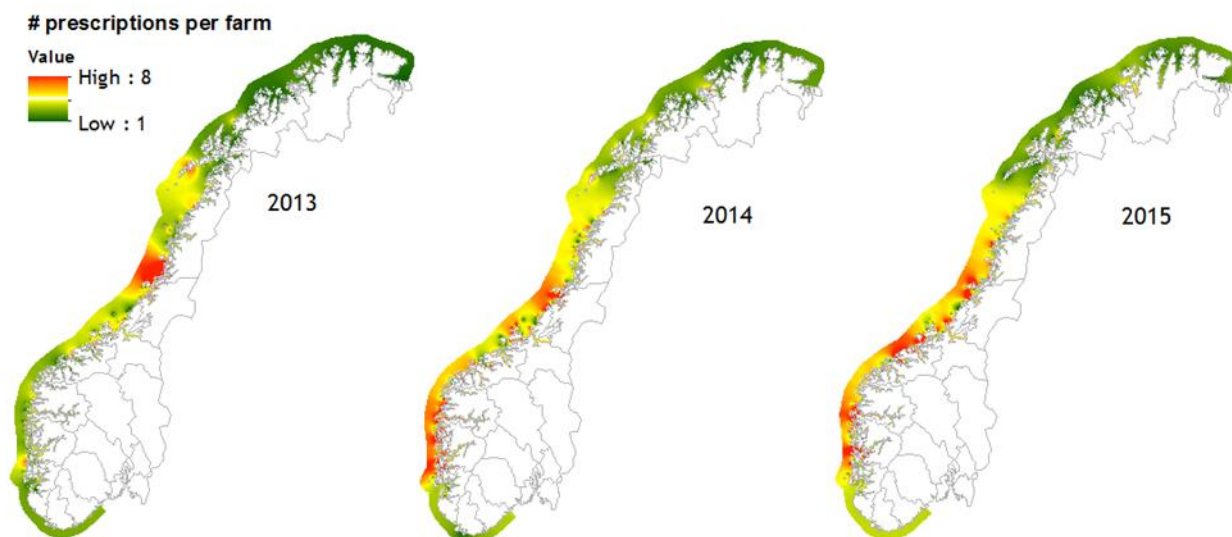 # prescriptions per farm
Value
High : 8
Low : 1
2013
2014
2015